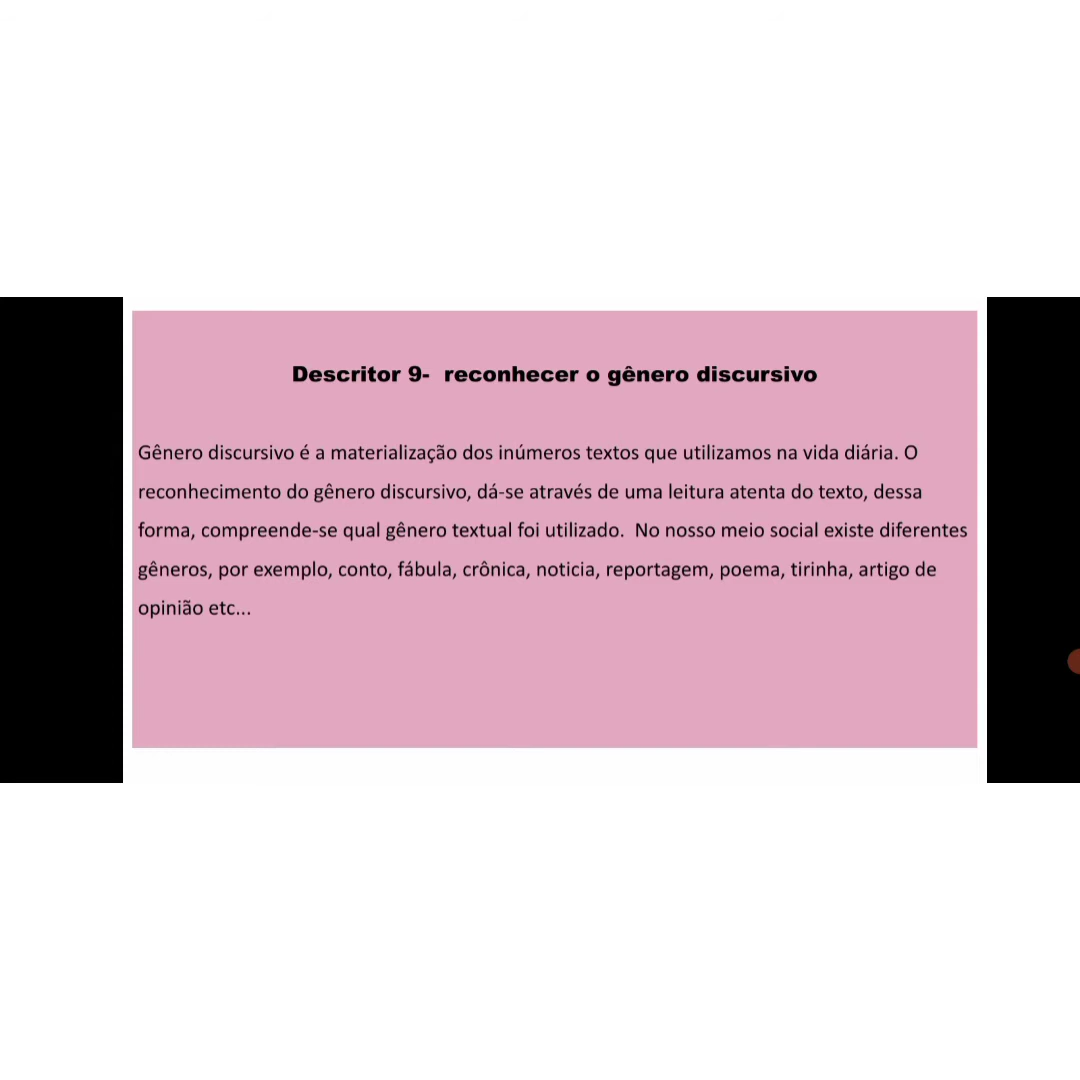 Descritor 9- reconhecer o gênero discursivo
Gênero discursivo é a materialização dos inúmeros textos que utilizamos na vida diária. O
reconhecimento do gênero discursivo, dá-se através de uma leitura atenta do texto, dessa
forma, compreende-se qual gênero textual foi utilizado. No nosso meio social existe diferentes
gêneros, por exemplo, conto, fábula, crônica, noticia, reportagem, poema, tirinha, artigo de
opinião etc...